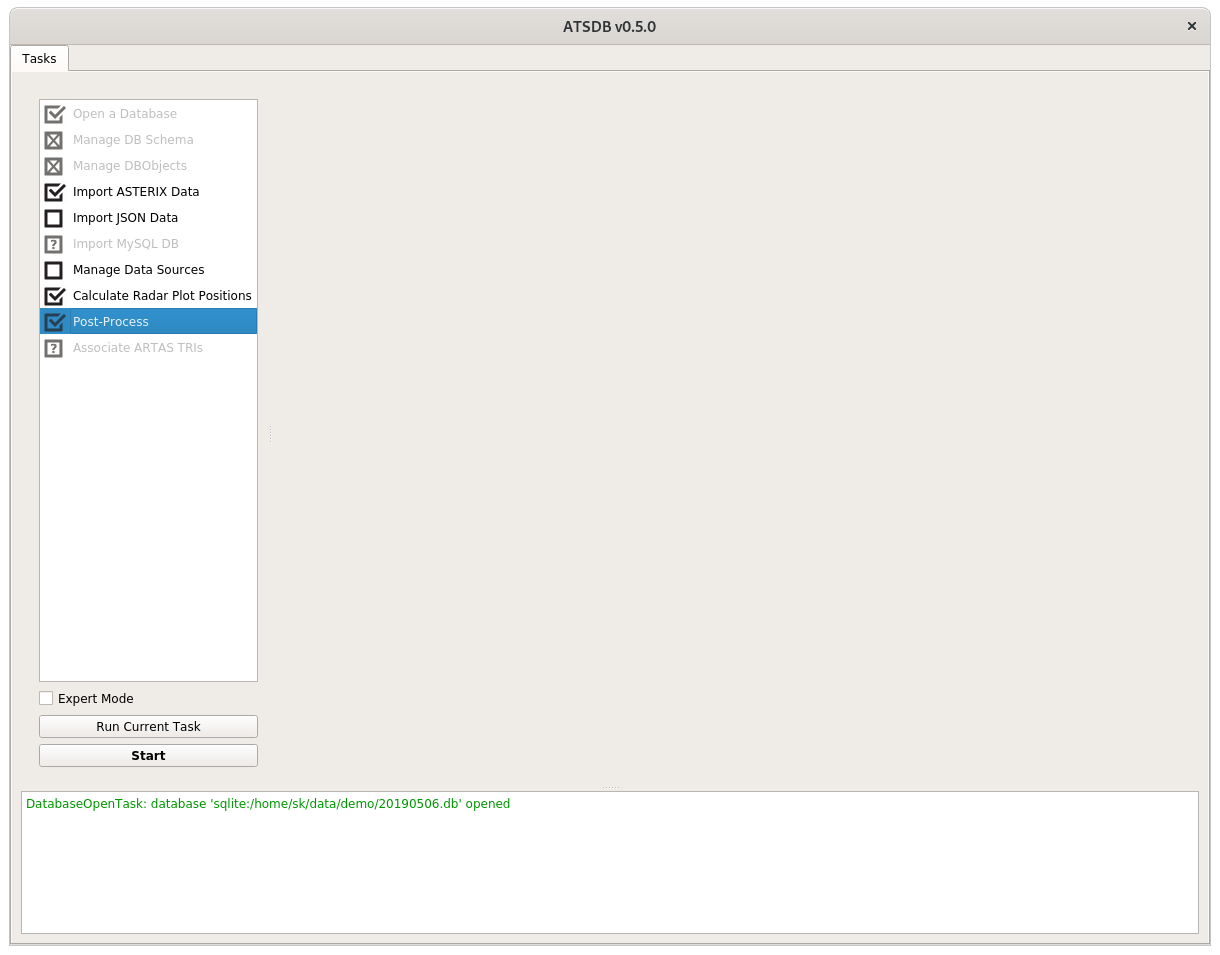 ATSDB v0.5.0
Tasks
Open a Database
Manage DB Schema
Manage DBObjects
Import ASTERIX Data
Import JSON Data
Import MySQL DB
Manage Data Sources
Calculate Radar Plot Positions
Post-Process
Associate ARTAS TRIs
Expert Mode
Run Current Task
Start
DatabaseOpenTask: database 'sqlite:/home/sk/data/demo/20190506.db' opened